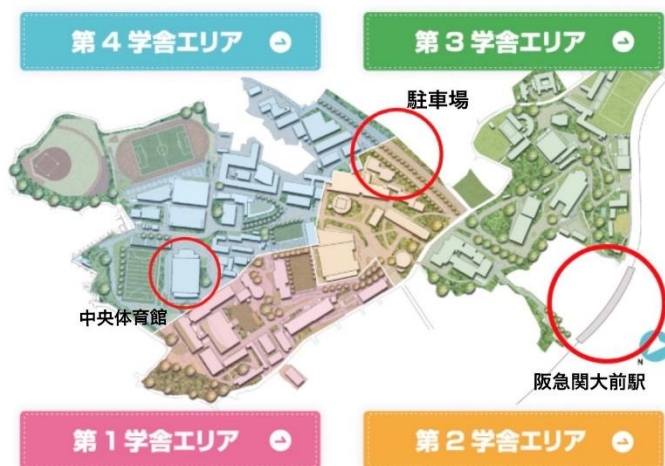 第4学舎エリア
第3学舎エリア
駐車場
中央体育館
N
阪急関大前駅
第1学舎エリア
第2学舎エリア